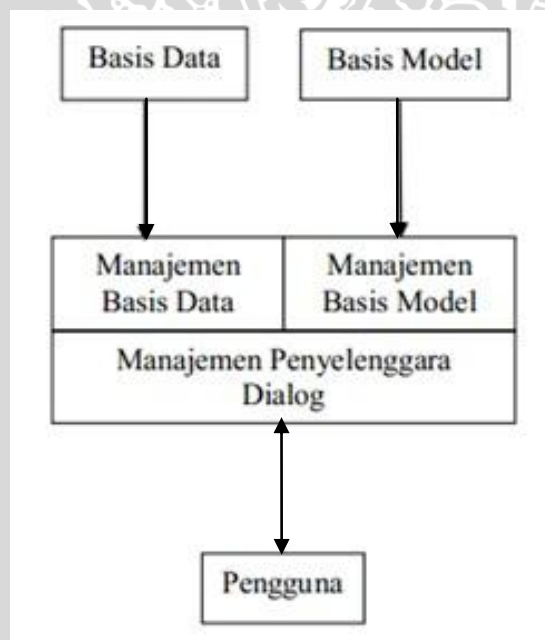 Basis Data
Basis Model
Manajemen
Basis Data
Manajemen
Basis Model
Manajemen Penyelenggara
Dialog
Pengguna